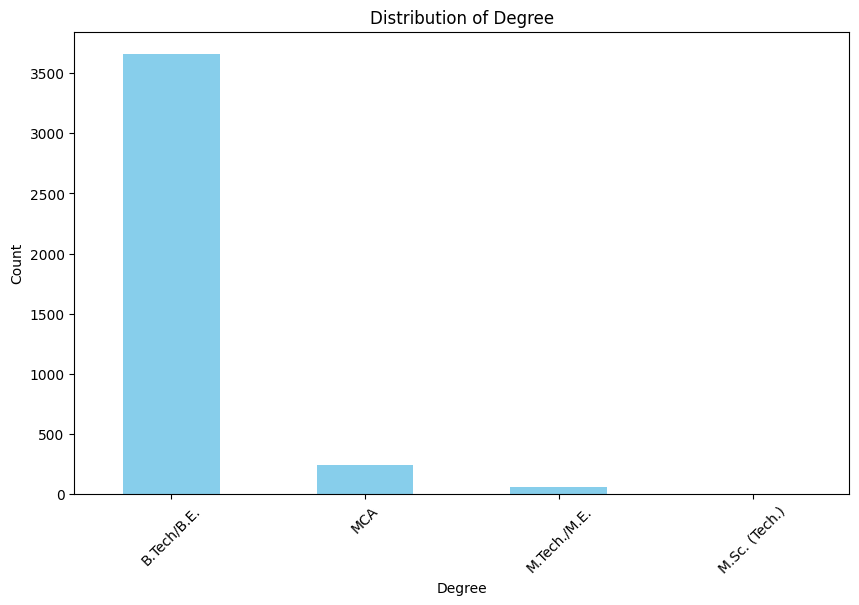 Distribution of Degree
Count
3500
3000
2500
2000
1500
1000
500
0
B.Tech/B.E.
MCA
M.Tech./M.E.
M.Sc. (Tech.)
Degree